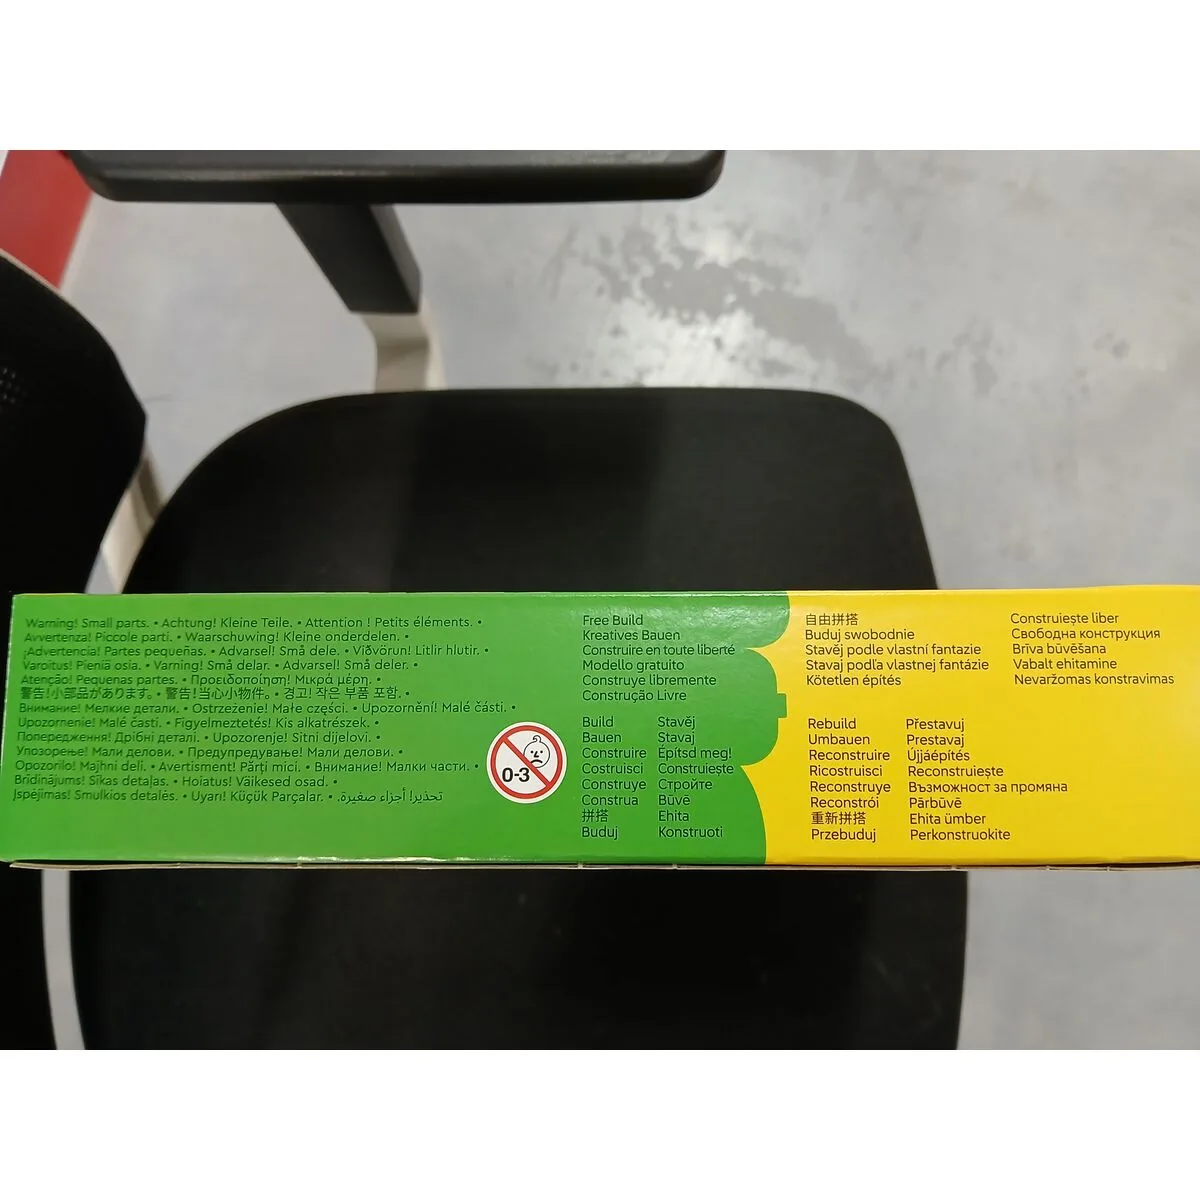 Warning! Small parts. • Achtung! Kleine Teile. • Attention ! Petits éléments. •
Avvertenza! Piccole parti. • Waarschuwing! Kleine onderdelen. •
¡Advertencia! Partes pequeñas. • Advarsel! Små dele. • Viðvörun! Litlir hlutir. •
Varoitus! Pieniä osia. • Varning! Små delar. • Advarsel! Små deler. •
Atenção! Pequenas partes. • Προειδοποίηση! Μικρά μέρη. •
警告!小部品があります。 • 警告!当心小物件。 • 경고! 작은 부품 포함. •
Внимание! Мелкие детали. • Ostrzeżenie! Małe części. • Upozornění! Malé části. •
Upozornenie! Malé časti. • Figyelmeztetés! Kis alkatrészek. •
Попередження! Дрібні деталі. • Upozorenje! Sitni dijelovi. •
Упозорење! Мали делови. • Предупредување! Мали делови. •
Opozorilo! Majhni deli. • Avertisment! Părți mici. • Внимание! Малки части. •
Brīdinājums! Sīkas detaļas. • Hoiatus! Väikesed osad. •
Įspėjimas! Smulkios detalės. • Uyarı! Küçük Parçalar. • تحذير! أجزاء صغيرة.
0-3
Free Build
Kreatives Bauen
Construire en toute liberté
Modello gratuito
Construye libremente
Construção Livre
Build
Bauen
Construire
Costruisci
Construye
Construa
拼搭
Buduj
Stavěj
Stavaj
Építsd meg!
Construiește
Стройте
Būvē
Ehita
Konstruoti
自由拼搭
Buduj swobodnie
Stavěj podle vlastní fantazie
Stavaj podľa vlastnej fantázie
Kötetlen építés
Construiește liber
Свободна конструкция
Brīva būvēšana
Vabalt ehitamine
Nevaržomas konstravimas
Rebuild
Umbauen
Reconstruire
Ricostruisci
Reconstruye
Reconstrói
重新拼搭
Przebuduj
Přestavuj
Prestavaj
Újjáépítés
Reconstruiește
Възможност за промяна
Pārbūvē
Ehita ümber
Perkonstruokite